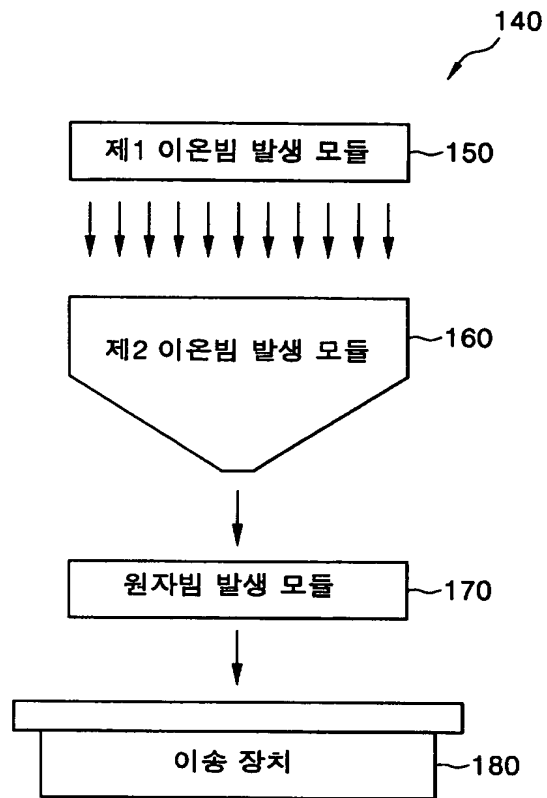 140
제1 이온빔 발생 모듈 150
제2 이온빔 발생 모듈 160
원자빔 발생 모듈 170
이송 장치 180